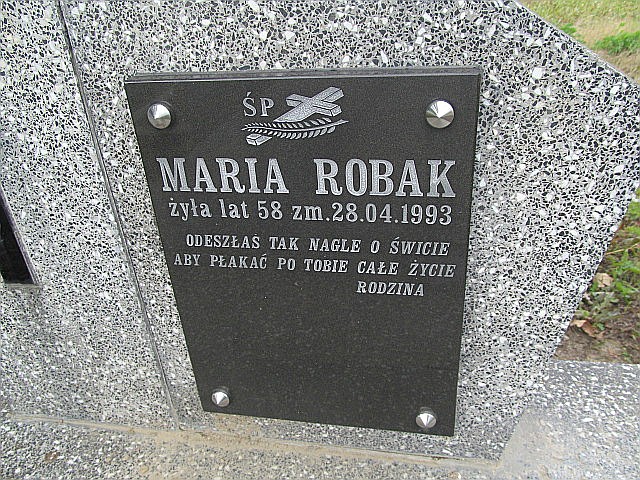 ŚP
MARIA ROBAK
żyła lat 58 zm.28.04.1993
ODESZŁAŚ TAK NAGLE O ŚWICIE
ABY PŁAKAĆ PO TOBIE CAŁE ŻYCIE
RODZINA